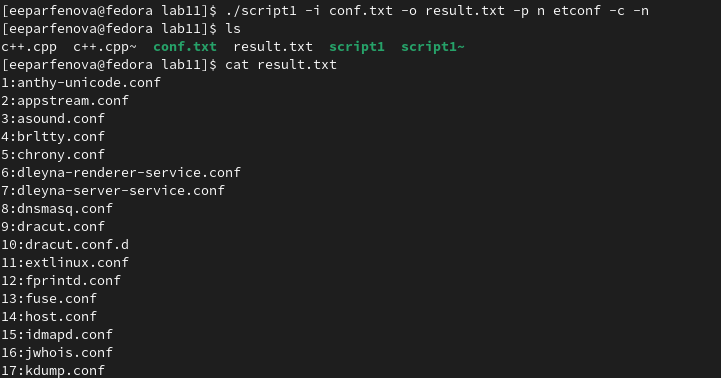 [eeparfenova@fedora lab11]$ ./script1 -i conf.txt -o result.txt -p n etconf -c -n
[eeparfenova@fedora lab11]$ ls
c++.cpp  c++.cpp~  conf.txt  result.txt  script1  script1~
[eeparfenova@fedora lab11]$ cat result.txt
1:anthy-unicode.conf
2:appstream.conf
3:asound.conf
4:brltty.conf
5:chrony.conf
6:dleyna-renderer-service.conf
7:dleyna-server-service.conf
8:dnsmasq.conf
9:dracut.conf
10:dracut.conf.d
11:extlinux.conf
12:fprintd.conf
13:fuse.conf
14:host.conf
15:idmapd.conf
16:jwhois.conf
17:kdump.conf